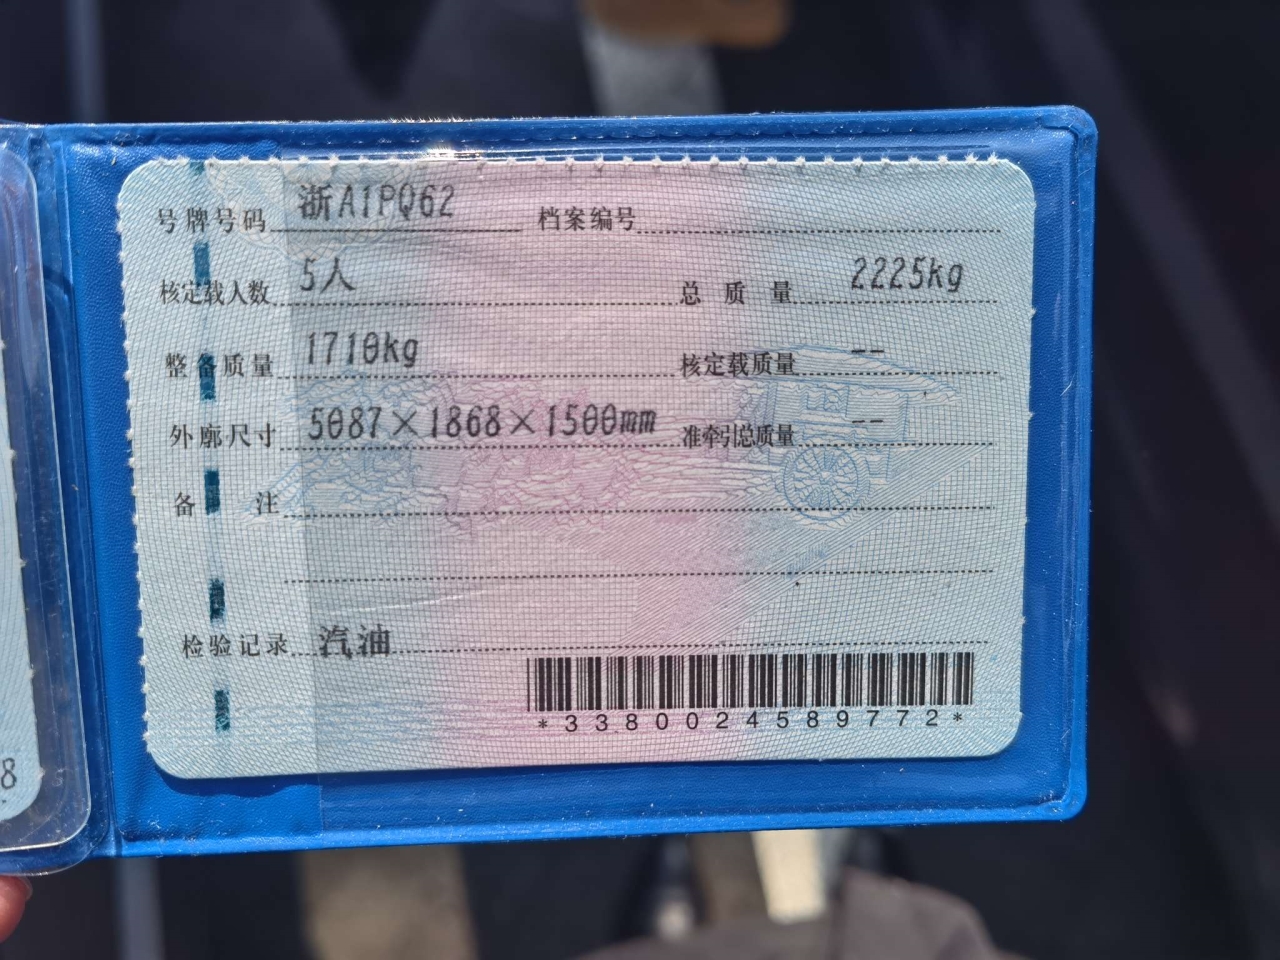 号牌号码 浙A1PQ62 档案编号
核定载人数 5人 总质量 2225kg
整备质量 1710kg 核定载质量 --
外廓尺寸 5087×1868×1500mm 准牵引总质量 --
备注
检验记录 汽油
*3380024589772*
8